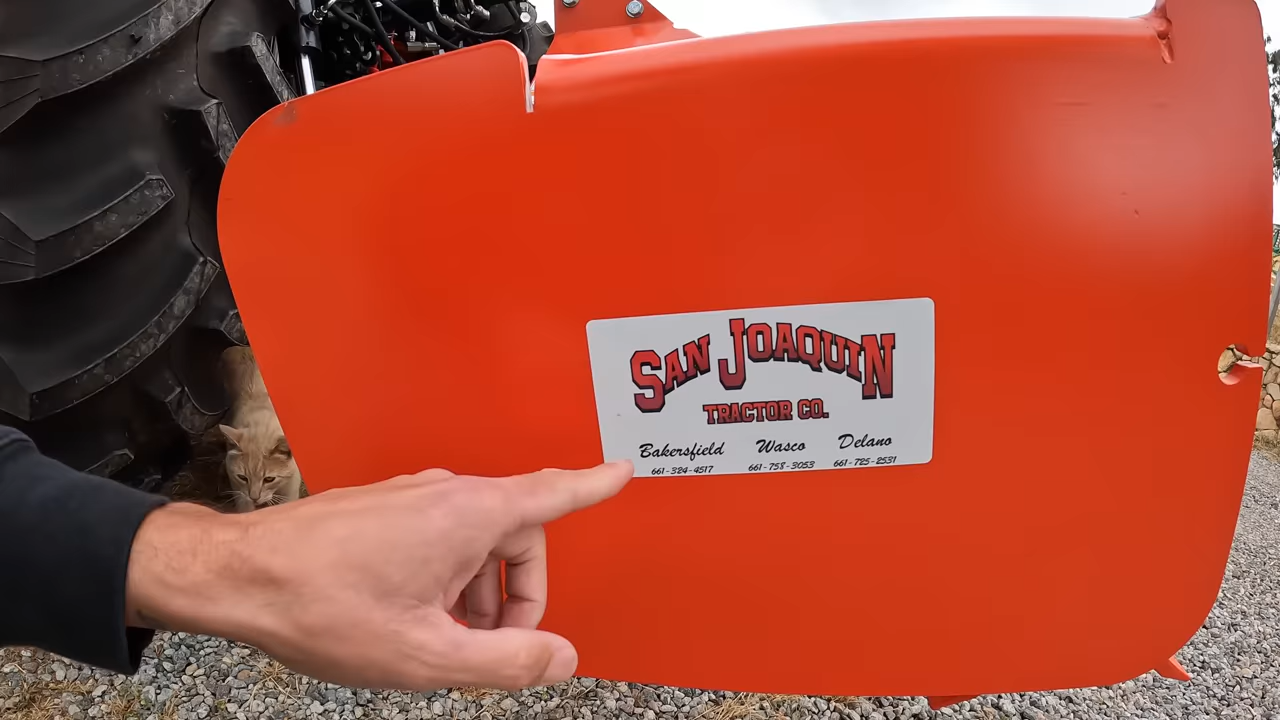 SAN JOAQUIN
TRACTOR CO.
Bakersfield Wasco Delano
661-324-4517 661-758-3053 661-725-2531